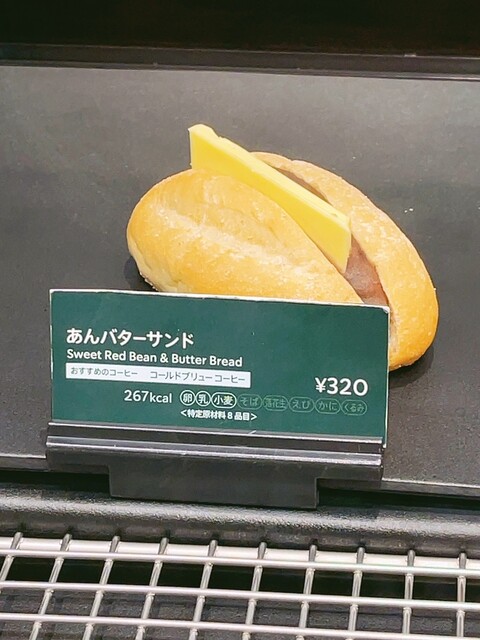 あんバターサンド
Sweet Red Bean & Butter Bread
おすすめのコーヒー コールドブリュー コーヒー
¥320
267kcal 卵 乳 小麦 そば 落花生 えび かに くるみ
<特定原材料8品目>